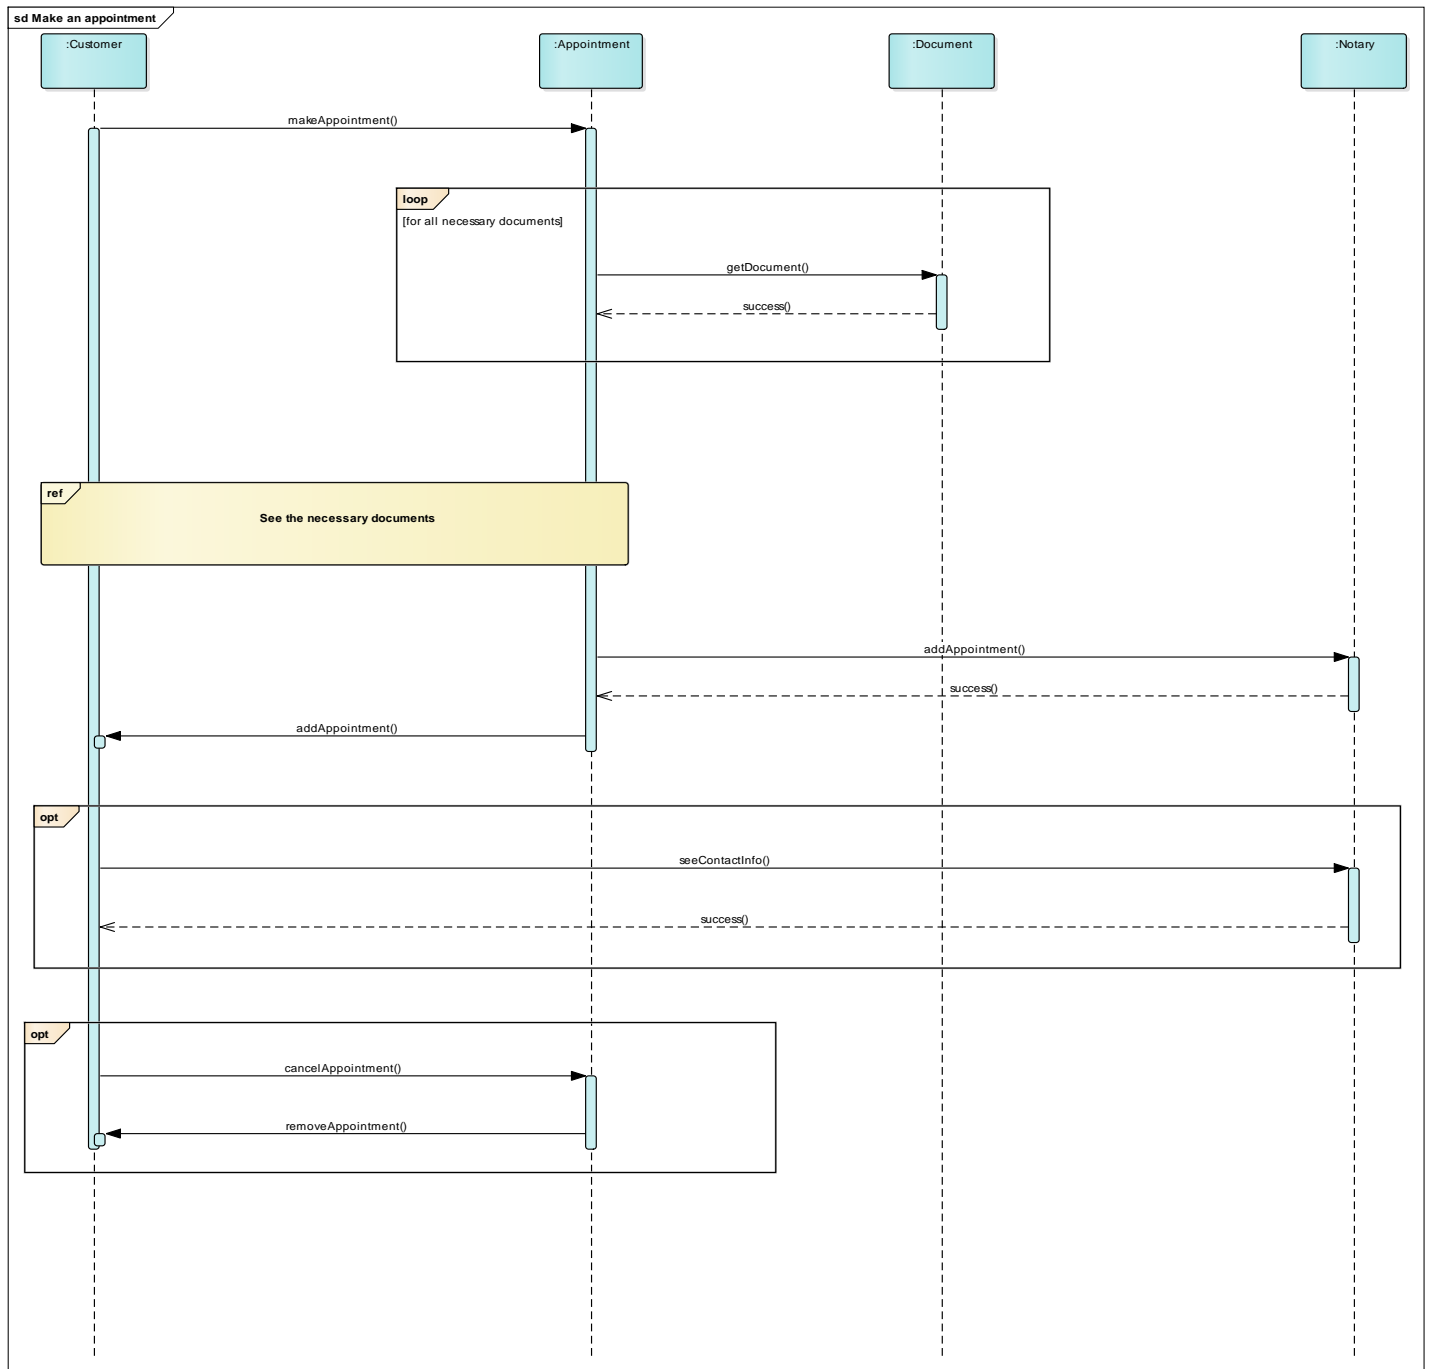 sd Make an appointment
:Customer
:Appointment
:Document
:Notary
makeAppointment()
loop
[for all necessary documents]
getDocument()
success()
ref
See the necessary documents
addAppointment()
success()
addAppointment()
opt
seeContactInfo()
success()
opt
cancelAppointment()
removeAppointment()